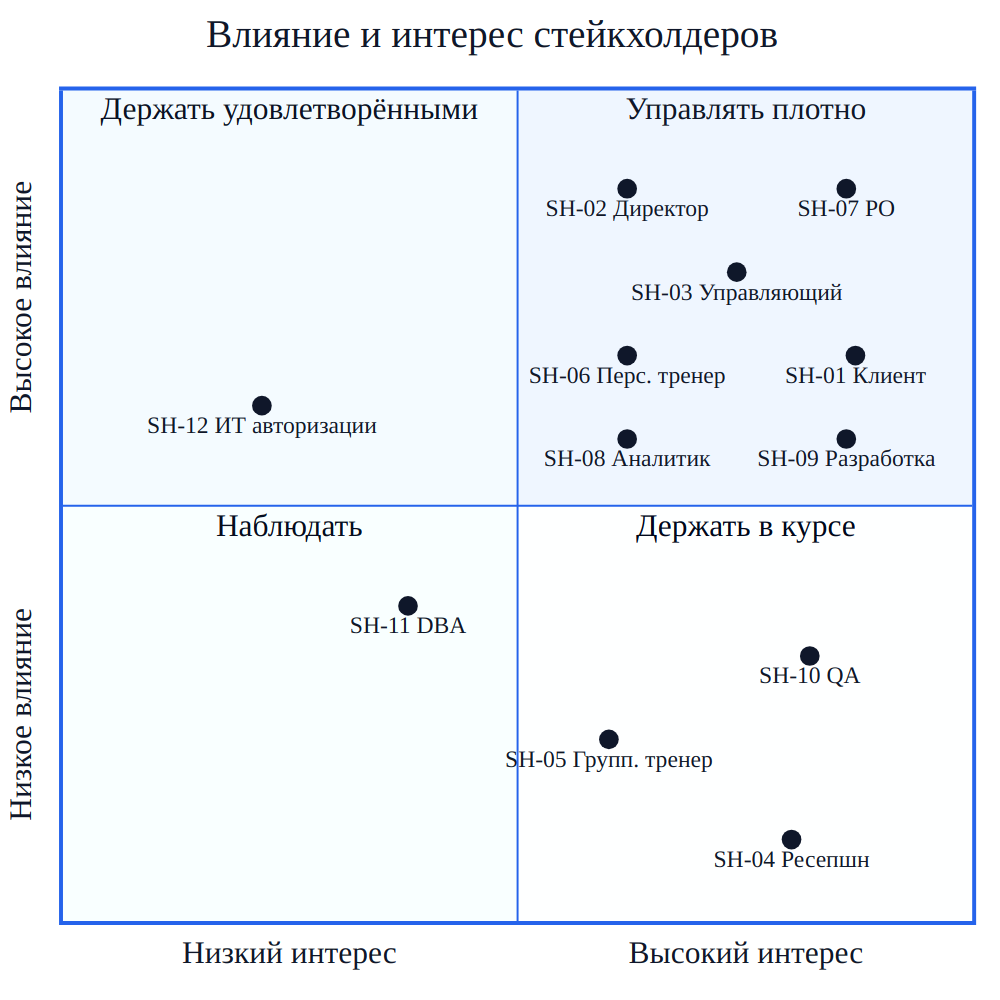 Влияние и интерес стейкхолдеров
Держать удовлетворёнными
Управлять плотно
Высокое влияние
SH-02 Директор
SH-07 PO
SH-03 Управляющий
SH-06 Перс. тренер
SH-01 Клиент
SH-12 ИТ авторизации
SH-08 Аналитик
SH-09 Разработка
Наблюдать
Держать в курсе
Низкое влияние
SH-11 DBA
SH-10 QA
SH-05 Групп. тренер
SH-04 Ресепшн
Низкий интерес
Высокий интерес